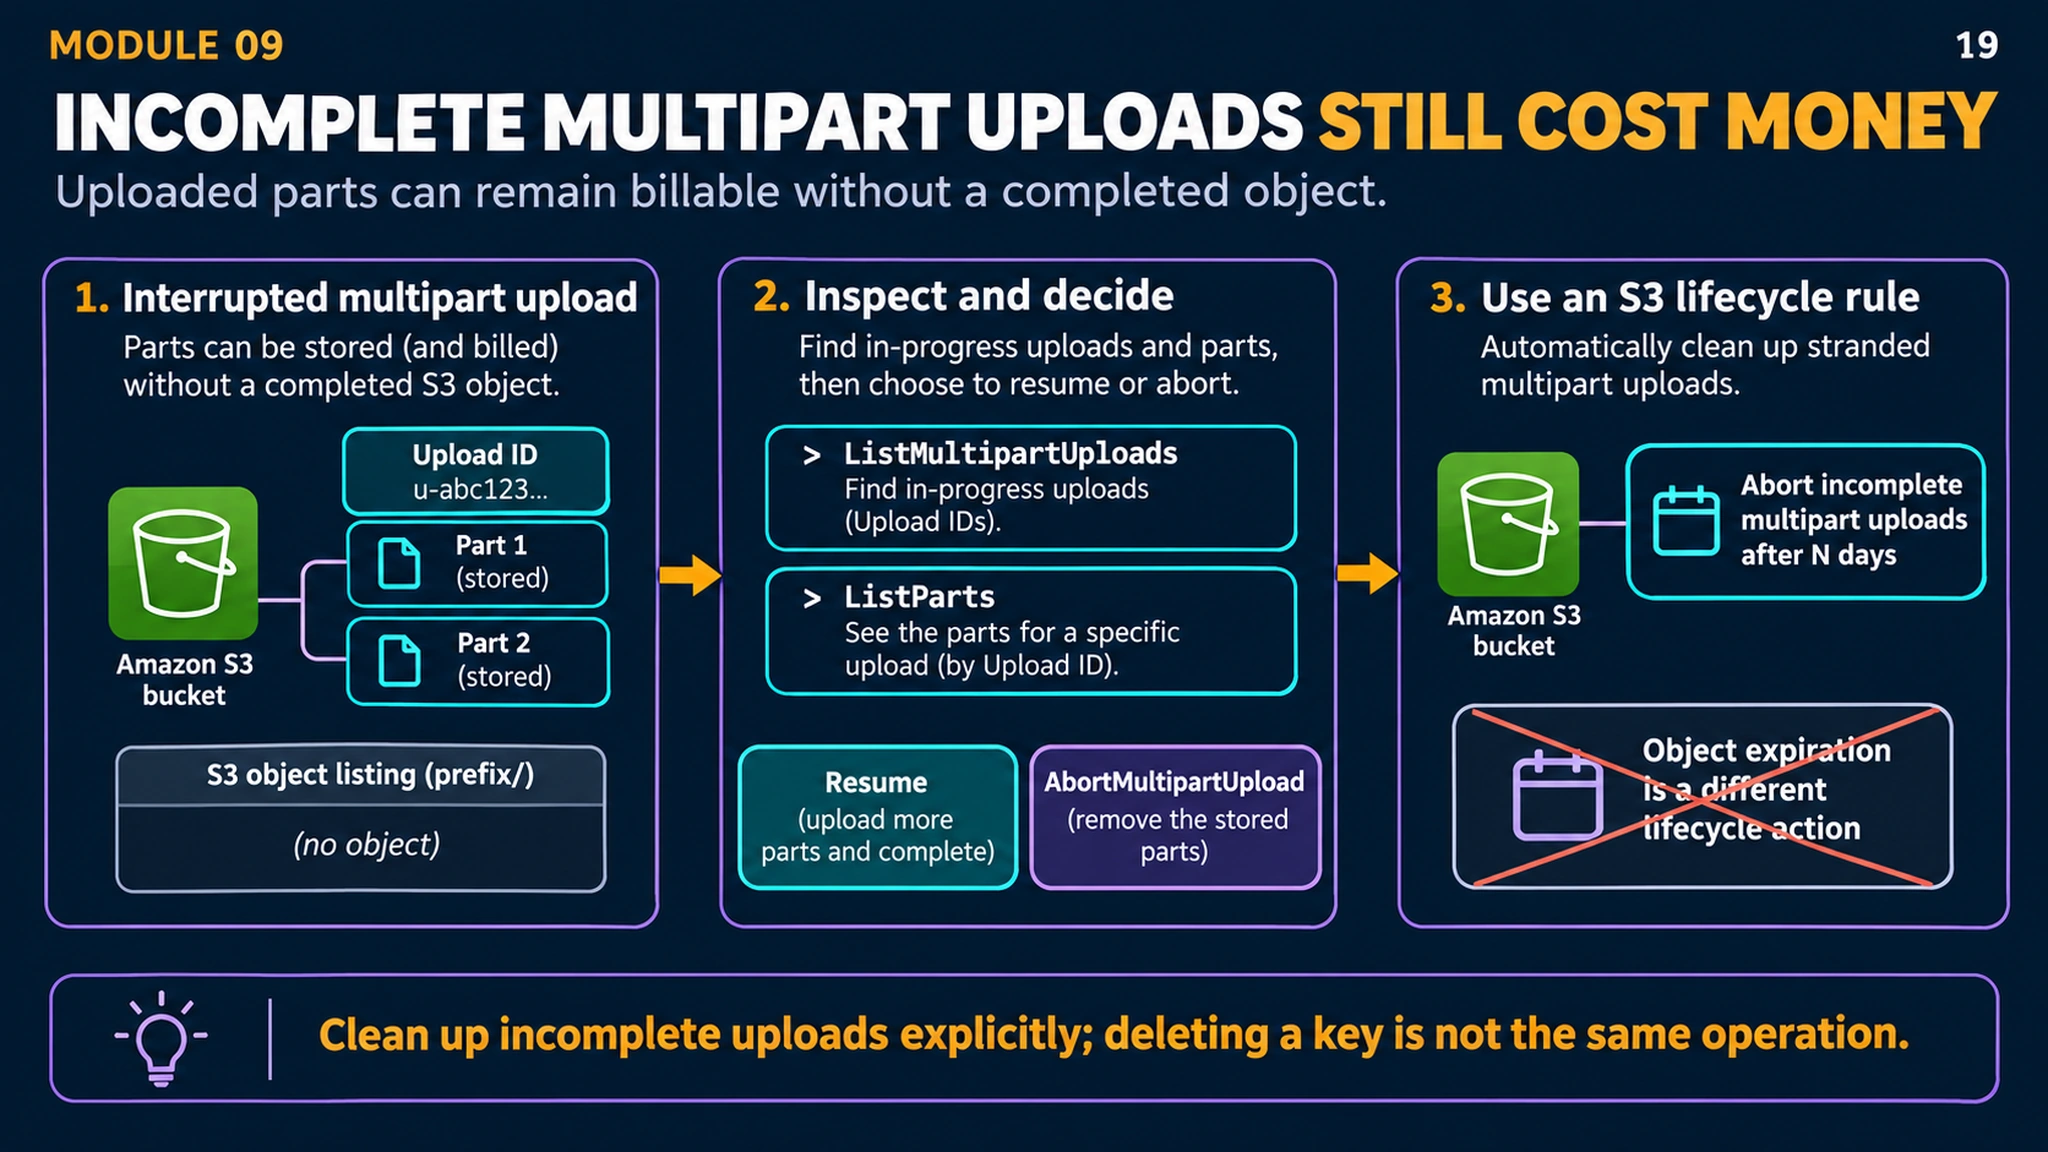 MODULE 09
19
INCOMPLETE MULTIPART UPLOADS STILL COST MONEY
Uploaded parts can remain billable without a completed object.
1. Interrupted multipart upload
Parts can be stored (and billed)
without a completed S3 object.
Upload ID
u-abc123...
Part 1
(stored)
Part 2
(stored)
Amazon S3
bucket
S3 object listing (prefix/)
(no object)
2. Inspect and decide
Find in-progress uploads and parts,
then choose to resume or abort.
> ListMultipartUploads
Find in-progress uploads
(Upload IDs).
> ListParts
See the parts for a specific
upload (by Upload ID).
Resume
(upload more
parts and complete)
AbortMultipartUpload
(remove the stored
parts)
3. Use an S3 lifecycle rule
Automatically clean up stranded
multipart uploads.
Amazon S3
bucket
Abort incomplete
multipart uploads
after N days
Object expiration
is a different
lifecycle action
Clean up incomplete uploads explicitly; deleting a key is not the same operation.